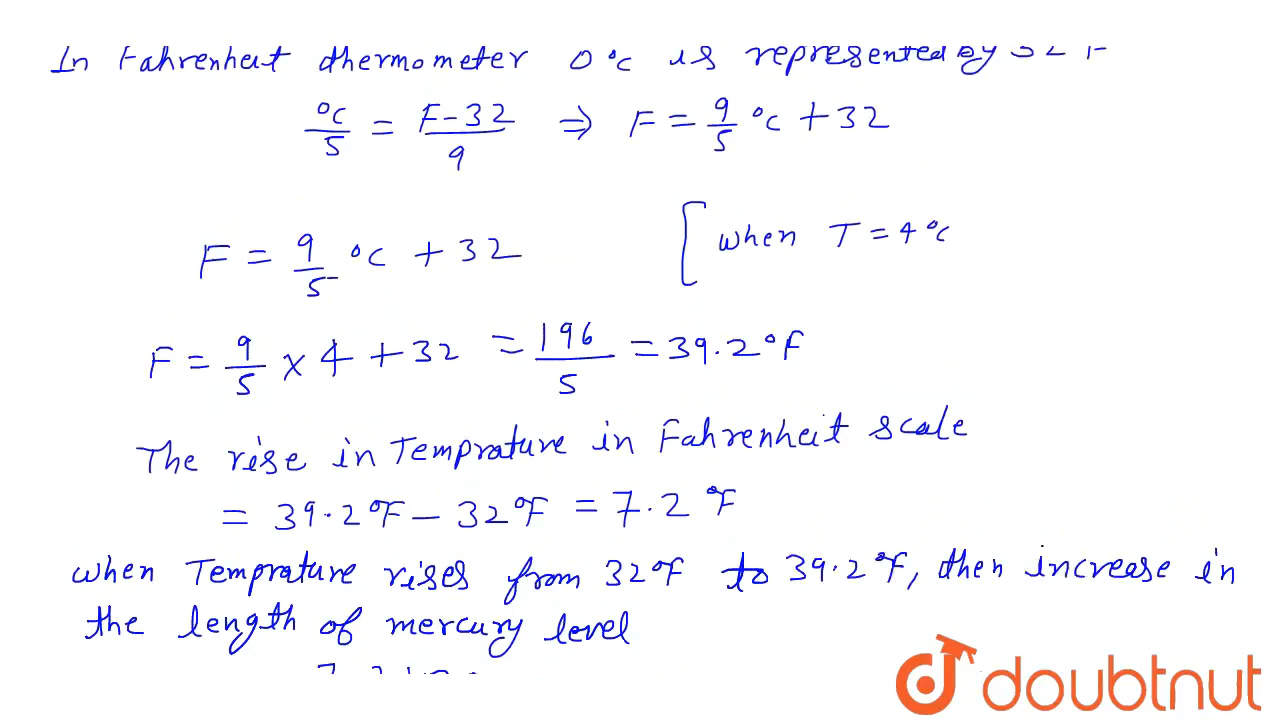 In Fahrenheit thermometer 0 °C is represented by
°C/5 = F-32/9 ⇒ F = 9/5 °C + 32
F = 9/5 °C + 32 [when T = 4 °C
F = 9/5 × 4 + 32 = 196/5 = 39.2 °F
The rise in Temprature in Fahrenheit scale
= 39.2 °F - 32 °F = 7.2 °F
when Temprature rises from 32 °F to 39.2 °F, then increase in
the length of mercury level
doubtnut